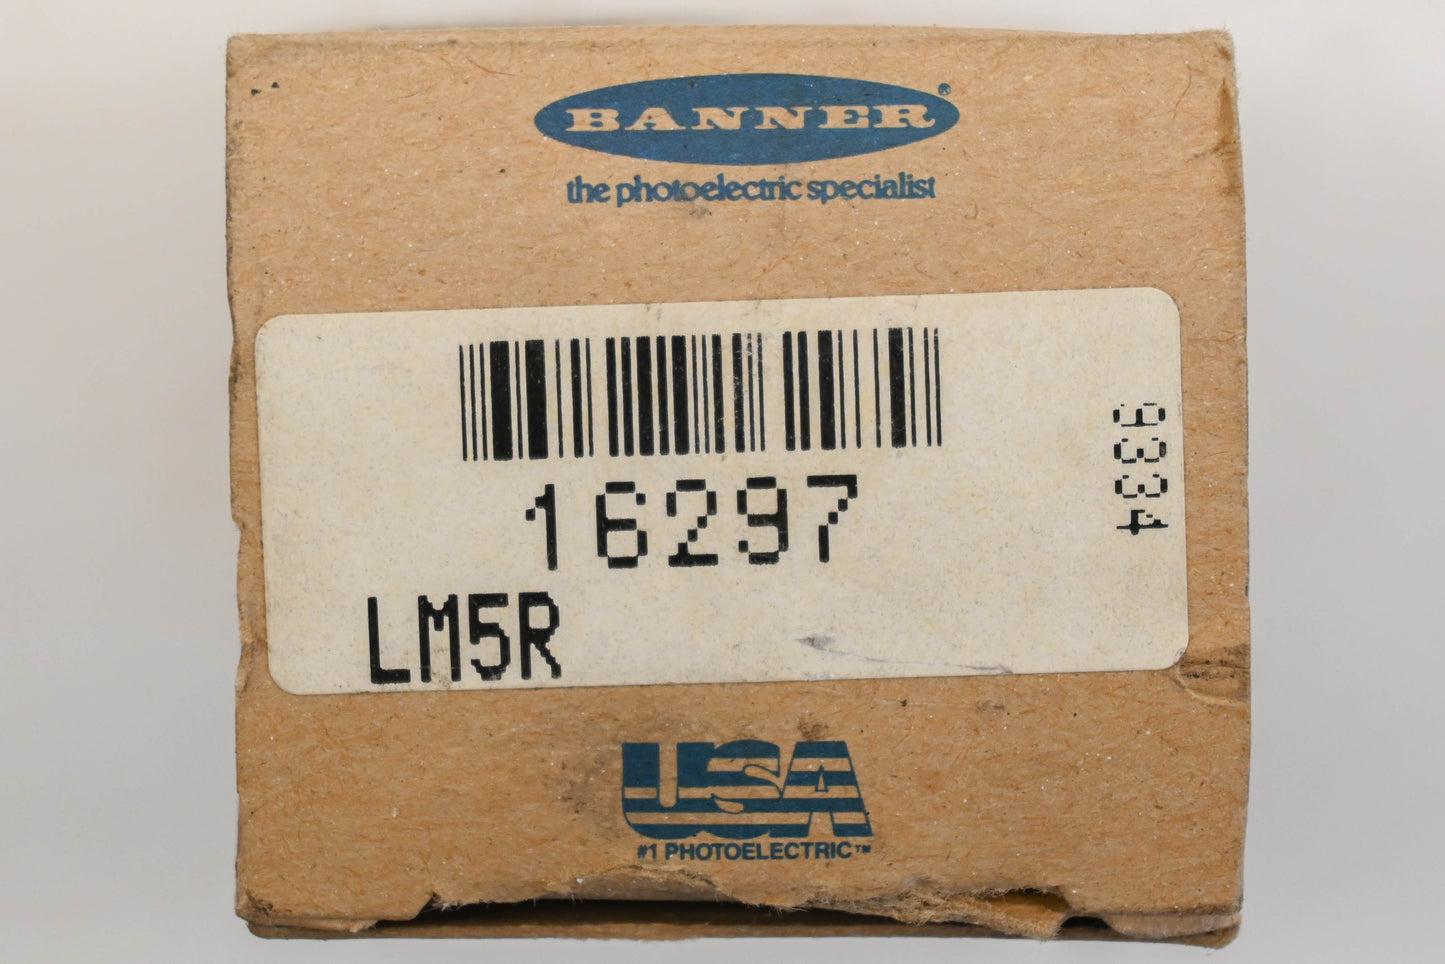 BANNER®
the photoelectric specialist
16297
9334
LM5R
USA
#1 PHOTOELECTRIC™